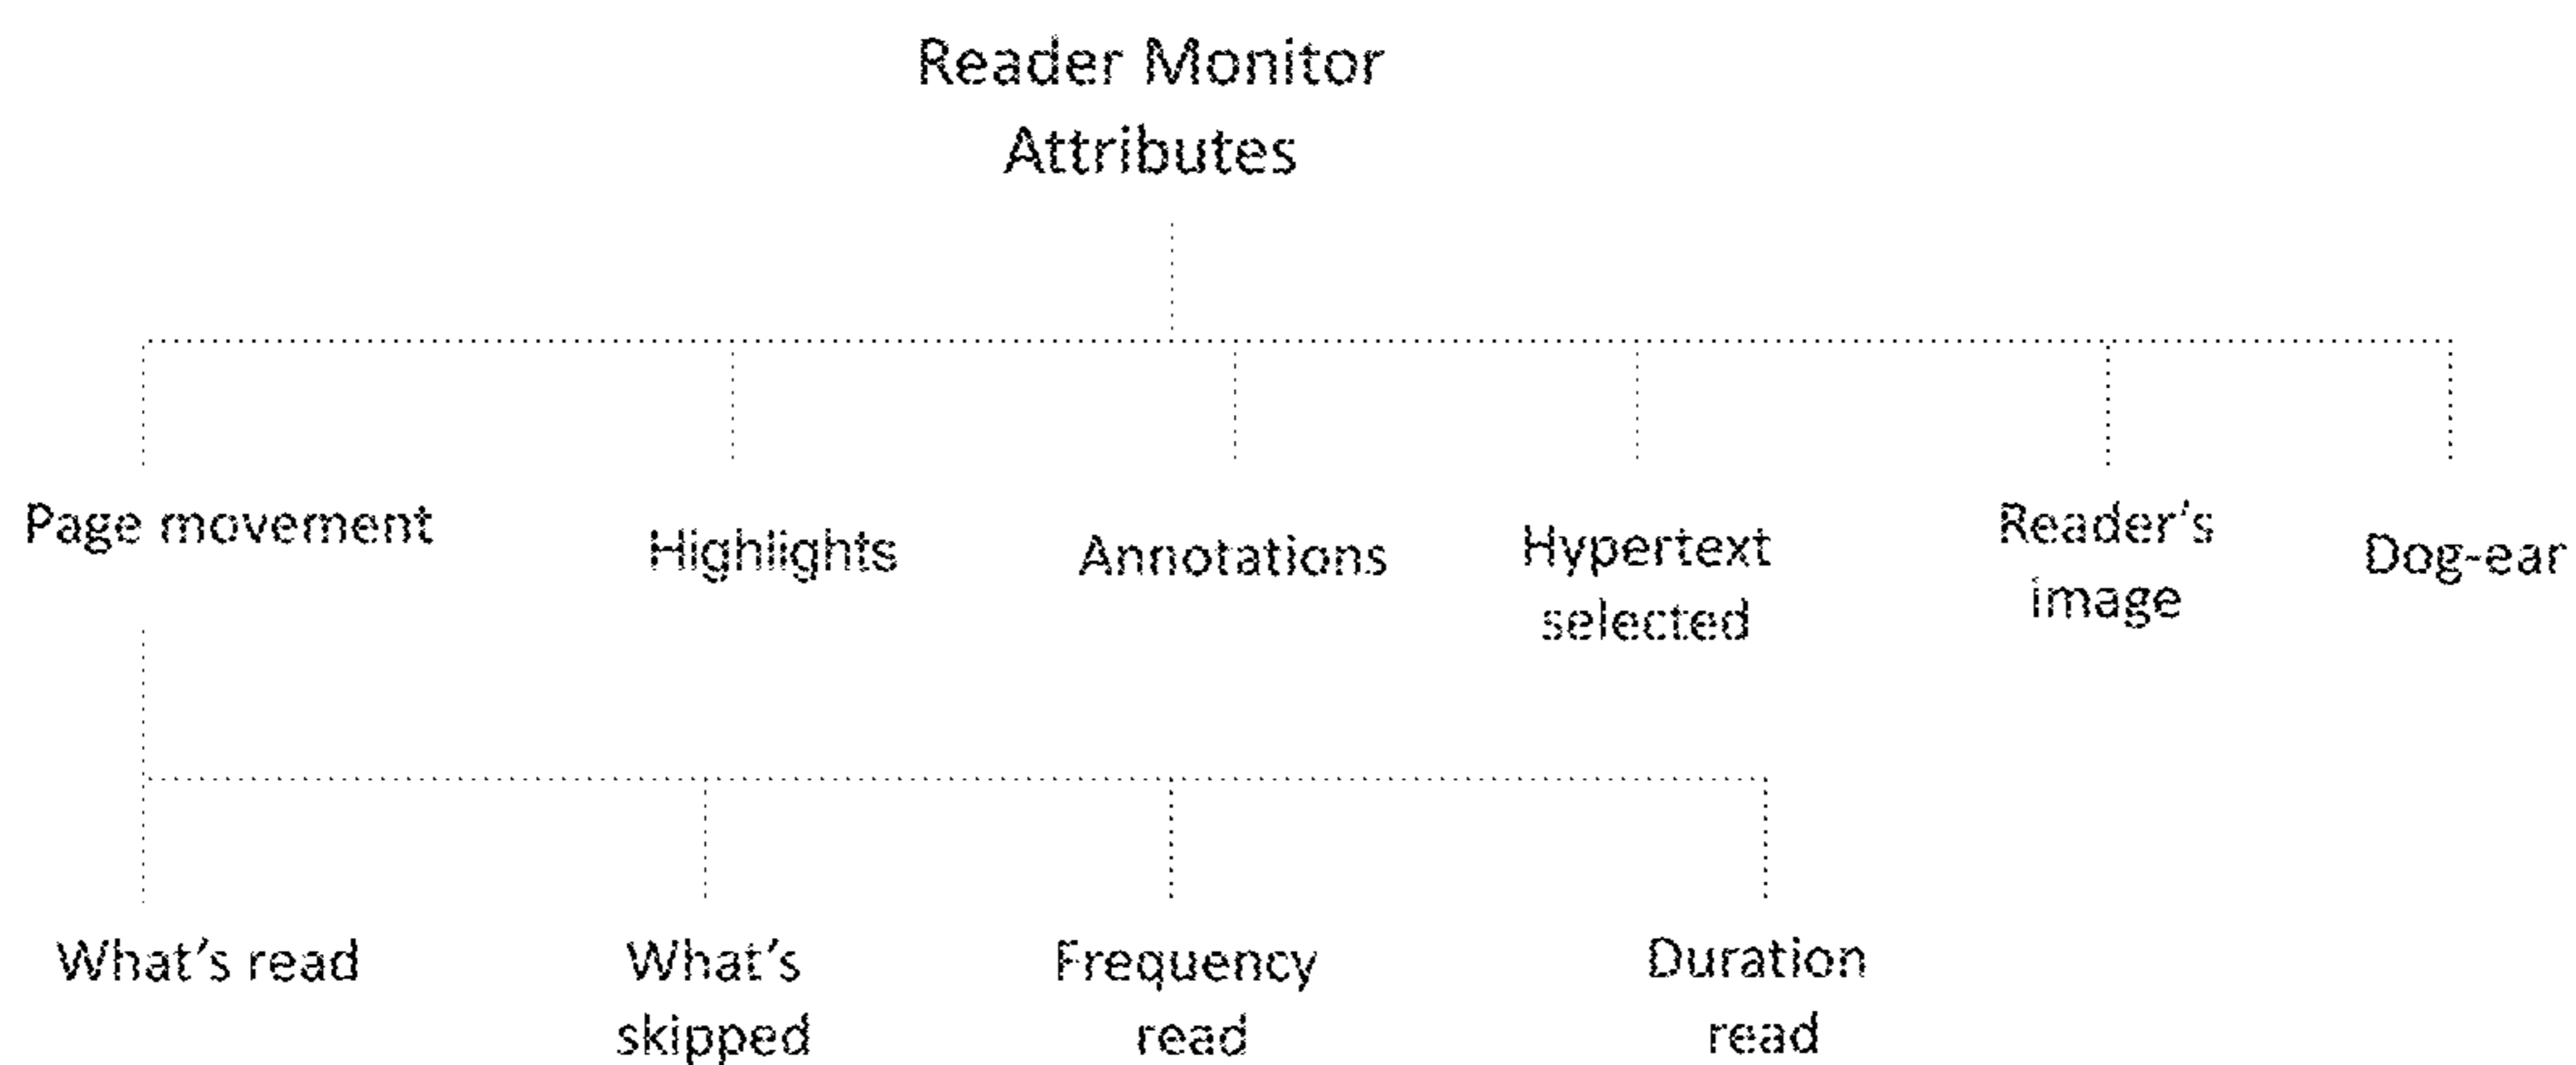 Reader Monitor
Attributes
Page movement
Highlights
Annotations
Hypertext
selected
Reader's
image
Dog-ear
What's read
What's
skipped
Frequency
read
Duration
read